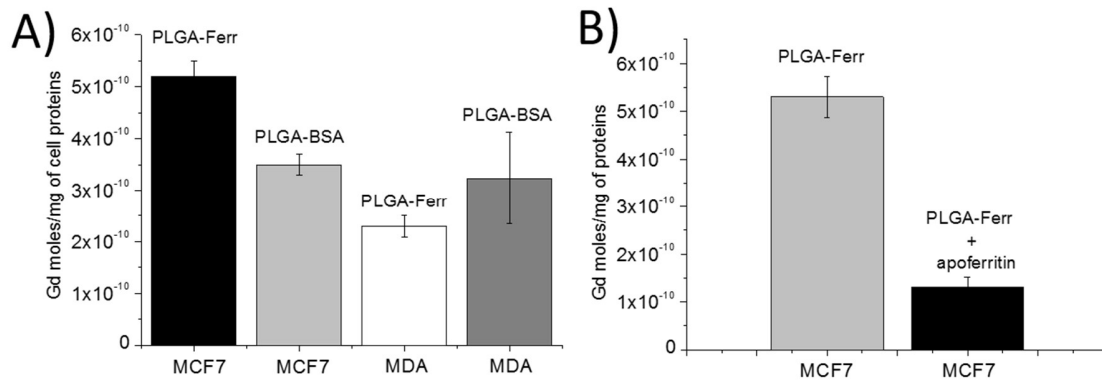 A)
Gd moles/mg of cell proteins
6x10⁻¹⁰
5x10⁻¹⁰
4x10⁻¹⁰
3x10⁻¹⁰
2x10⁻¹⁰
1x10⁻¹⁰
0
PLGA-Ferr
PLGA-BSA
PLGA-Ferr
PLGA-BSA
MCF7 MCF7 MDA MDA
B)
Gd moles/mg of proteins
6x10⁻¹⁰
5x10⁻¹⁰
4x10⁻¹⁰
3x10⁻¹⁰
2x10⁻¹⁰
1x10⁻¹⁰
0
PLGA-Ferr
PLGA-Ferr
+
apoferritin
MCF7 MCF7